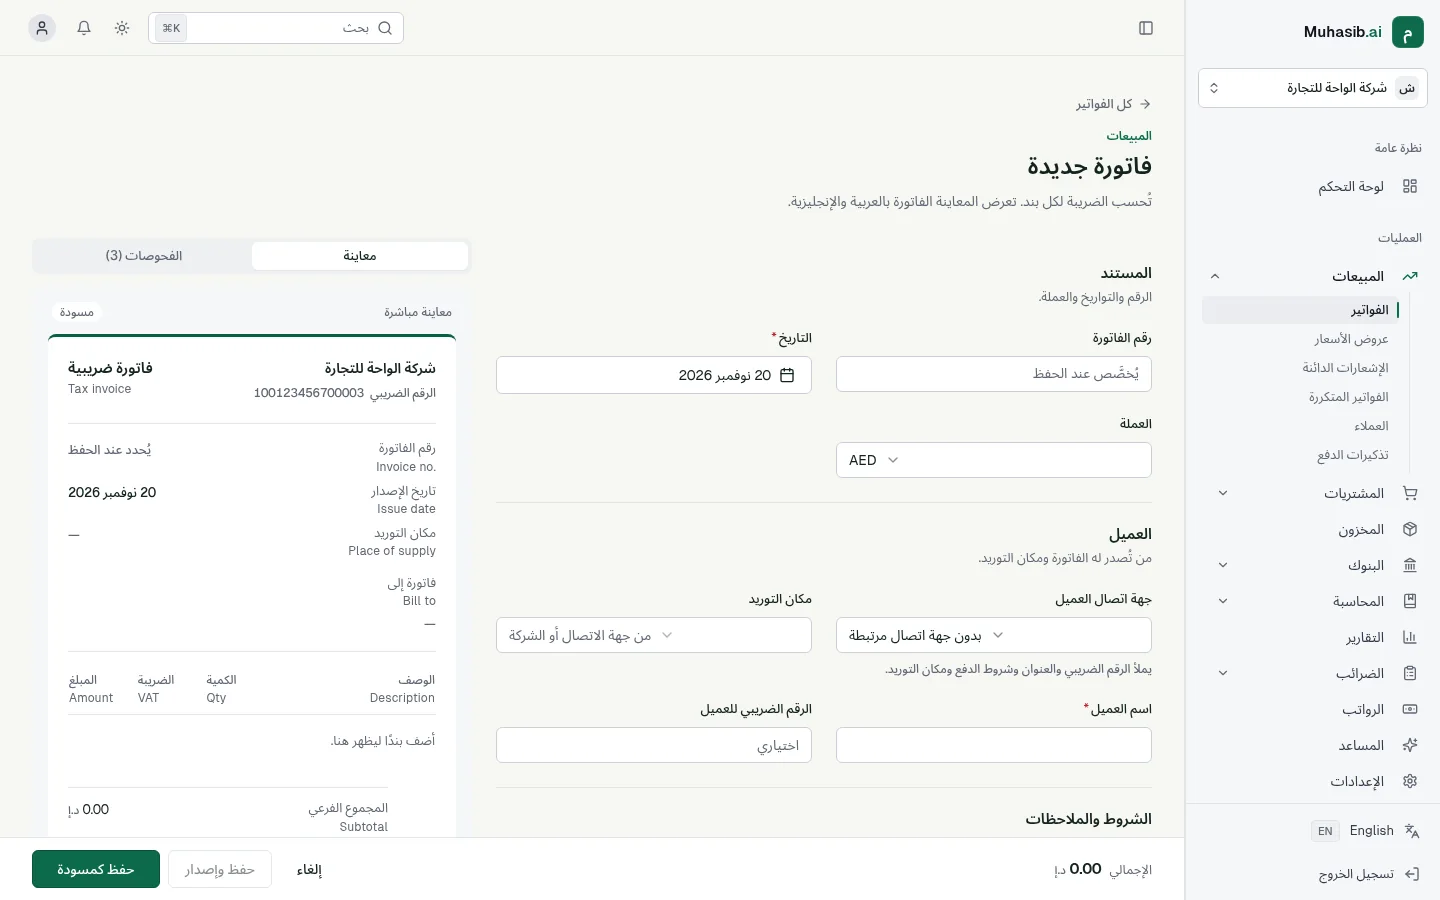 Muhasib.ai
م
ش شركة الواحة للتجارة
نظرة عامة
لوحة التحكم
العمليات
المبيعات
الفواتير
عروض الأسعار
الإشعارات الدائنة
الفواتير المتكررة
العملاء
تذكيرات الدفع
المشتريات
المخزون
البنوك
المحاسبة
التقارير
الضرائب
الرواتب
المساعد
الإعدادات
English EN
تسجيل الخروج
بحث ⌘K
كل الفواتير
المبيعات
فاتورة جديدة
تُحسب الضريبة لكل بند. تعرض المعاينة الفاتورة بالعربية والإنجليزية.
المستند
الرقم والتواريخ والعملة.
رقم الفاتورة
يُخصَّص عند الحفظ
التاريخ *
20 نوفمبر 2026
العملة
AED
العميل
من تُصدر له الفاتورة ومكان التوريد.
جهة اتصال العميل
بدون جهة اتصال مرتبطة
مكان التوريد
من جهة الاتصال أو الشركة
يملأ الرقم الضريبي والعنوان وشروط الدفع ومكان التوريد.
اسم العميل *
الرقم الضريبي للعميل
اختياري
الشروط والملاحظات
معاينة
الفحوصات (3)
معاينة مباشرة
مسودة
شركة الواحة للتجارة
الرقم الضريبي 100123456700003
فاتورة ضريبية
Tax invoice
رقم الفاتورة
Invoice no.
يُحدد عند الحفظ
تاريخ الإصدار
Issue date
20 نوفمبر 2026
مكان التوريد
Place of supply
—
فاتورة إلى
Bill to
—
الوصف الكمية الضريبة المبلغ
Description Qty VAT Amount
أضف بندًا ليظهر هنا.
المجموع الفرعي
Subtotal
0.00 د.إ
الإجمالي 0.00 د.إ
إلغاء
حفظ وإصدار
حفظ كمسودة